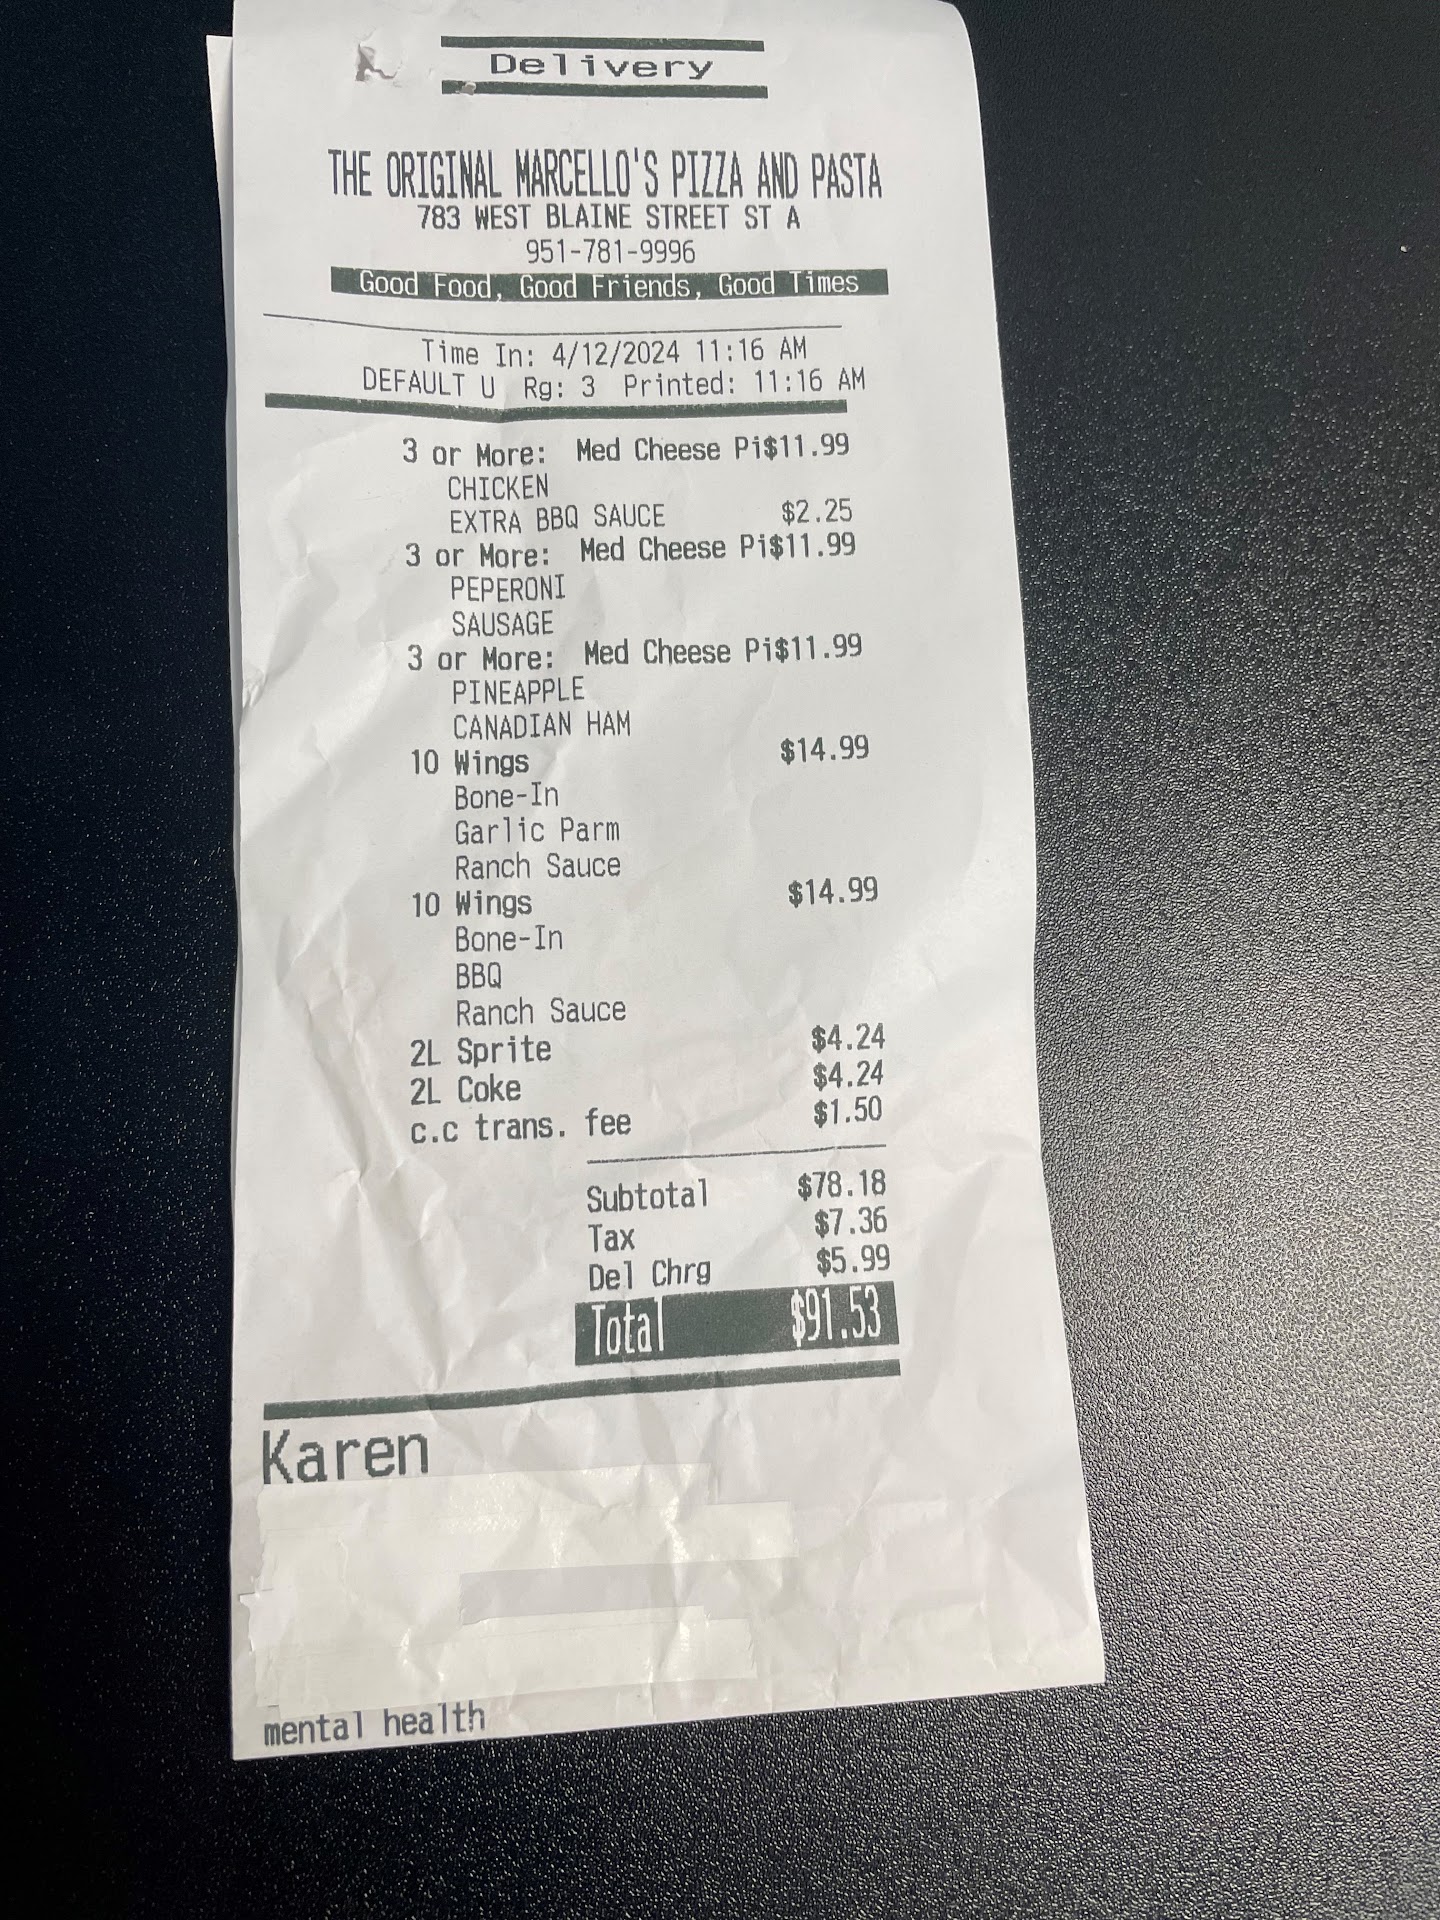 Delivery
THE ORIGINAL MARCELLO'S PIZZA AND PASTA
783 WEST BLAINE STREET ST A
951-781-9996
Good Food, Good Friends, Good Times
Time In: 4/12/2024 11:16 AM
DEFAULT U Rg: 3 Printed: 11:16 AM
3 or More: Med Cheese Pi$11.99
CHICKEN
EXTRA BBQ SAUCE $2.25
3 or More: Med Cheese Pi$11.99
PEPERONI
SAUSAGE
3 or More: Med Cheese Pi$11.99
PINEAPPLE
CANADIAN HAM
10 Wings $14.99
Bone-In
Garlic Parm
Ranch Sauce
10 Wings $14.99
Bone-In
BBQ
Ranch Sauce
2L Sprite $4.24
2L Coke $4.24
c.c trans. fee $1.50
Subtotal $78.18
Tax $7.36
Del Chrg $5.99
Total $91.53
Karen
mental health